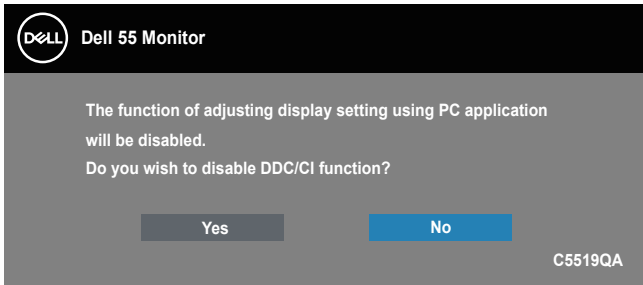 DELL
Dell 55 Monitor
The function of adjusting display setting using PC application
will be disabled.
Do you wish to disable DDC/CI function?
Yes
No
C5519QA